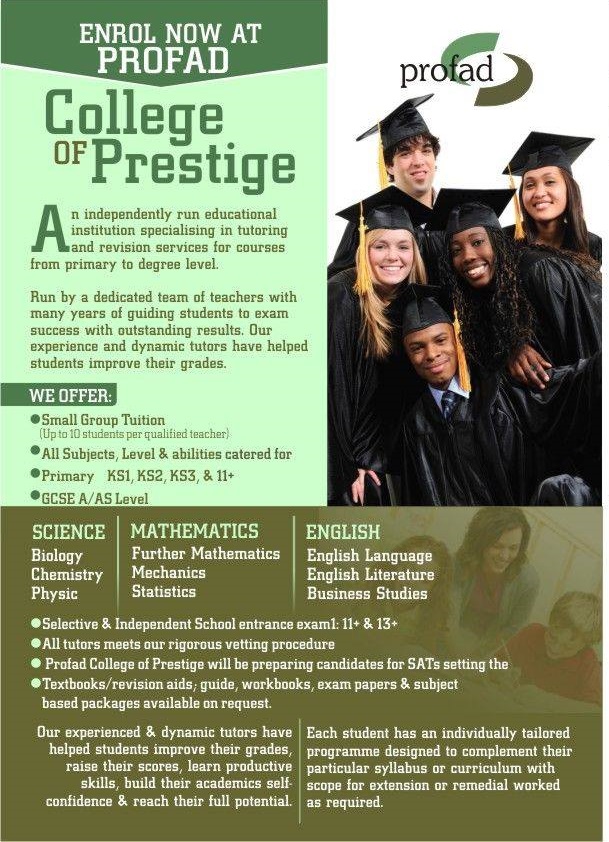 ENROL NOW AT
PROFAD
profad
College
OF Prestige
An independently run educational
institution specialising in tutoring
and revision services for courses
from primary to degree level.
Run by a dedicated team of teachers with
many years of guiding students to exam
success with outstanding results. Our
experience and dynamic tutors have helped
students improve their grades.
WE OFFER:
Small Group Tuition
(Up to 10 students per qualified teacher)
All Subjects, Level & abilities catered for
Primary KS1, KS2, KS3, & 11+
GCSE A/AS Level
SCIENCE
Biology
Chemistry
Physic
MATHEMATICS
Further Mathematics
Mechanics
Statistics
ENGLISH
English Language
English Literature
Business Studies
Selective & Independent School entrance exam1: 11+ & 13+
All tutors meets our rigorous vetting procedure
Profad College of Prestige will be preparing candidates for SATs setting the
Textbooks/revision aids; guide, workbooks, exam papers & subject
based packages available on request.
Our experienced & dynamic tutors have
helped students improve their grades,
raise their scores, learn productive
skills, build their academics self-
confidence & reach their full potential.
Each student has an individually tailored
programme designed to complement their
particular syllabus or curriculum with
scope for extension or remedial worked
as required.